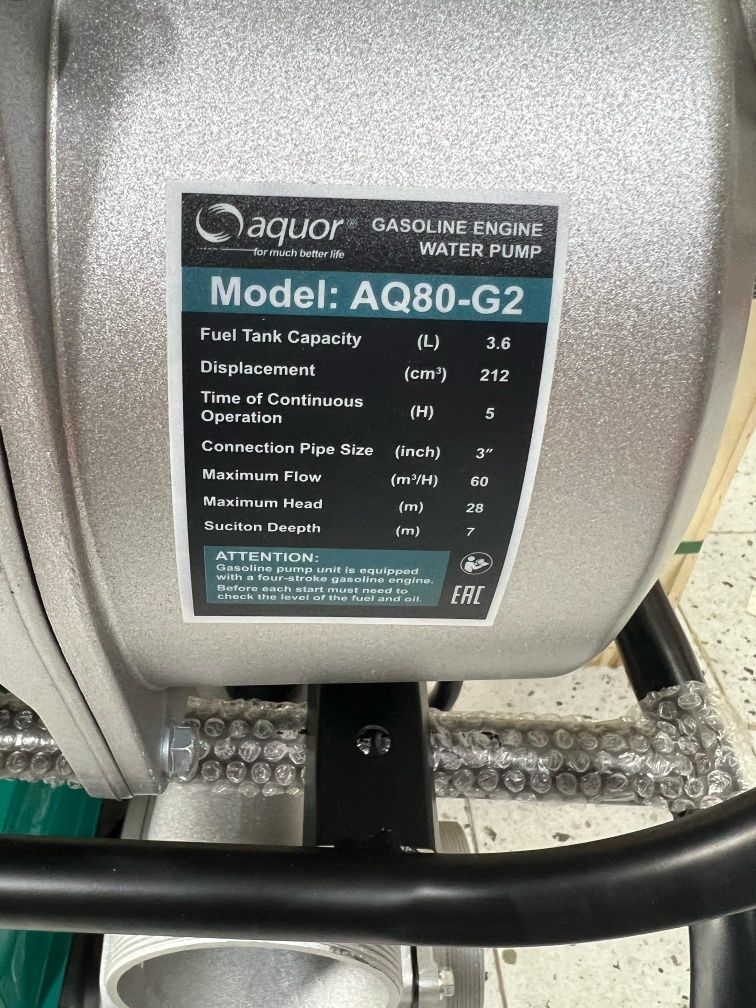 aquor® GASOLINE ENGINE
for much better life WATER PUMP
Model: AQ80-G2
Fuel Tank Capacity (L) 3.6
Displacement (cm³) 212
Time of Continuous
Operation (H) 5
Connection Pipe Size (inch) 3″
Maximum Flow (m³/H) 60
Maximum Head (m) 28
Suciton Deepth (m) 7
ATTENTION:
Gasoline pump unit is equipped
with a four-stroke gasoline engine.
Before each start must need to
check the level of the fuel and oil.
EAC